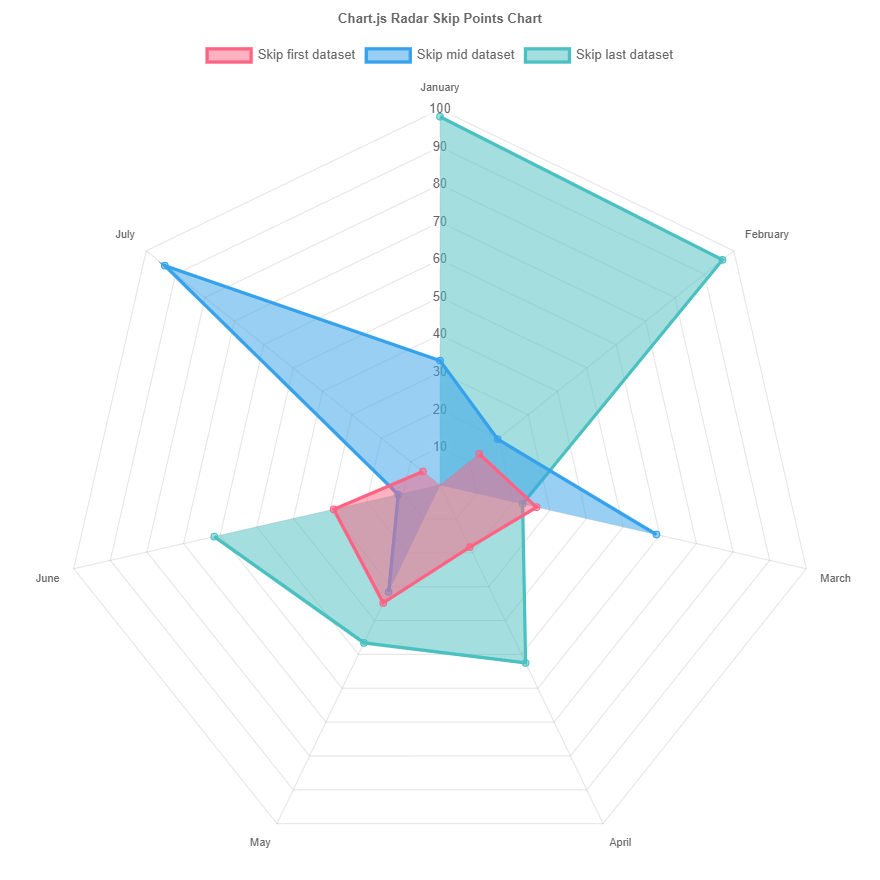 Chart.js Radar Skip Points Chart
Skip first dataset Skip mid dataset Skip last dataset
January
100
90
80
70
60
50
40
30
20
10
July
February
June
March
May
April